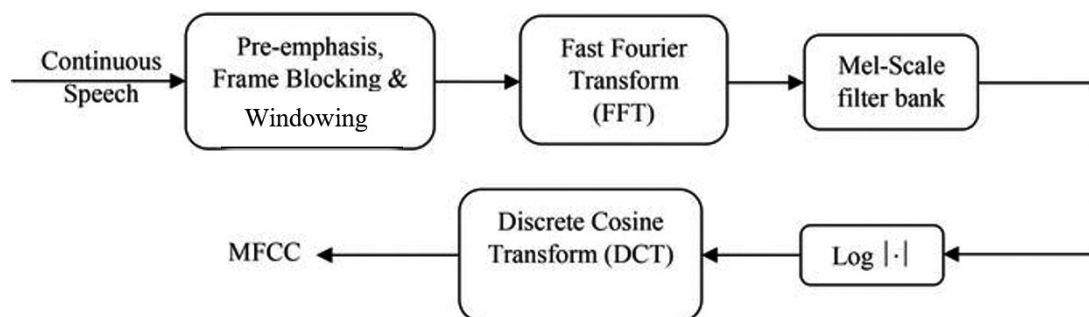 Continuous
Speech
Pre-emphasis,
Frame Blocking &
Windowing
Fast Fourier
Transform
(FFT)
Mel-Scale
filter bank
MFCC
Discrete Cosine
Transform (DCT)
Log |·|